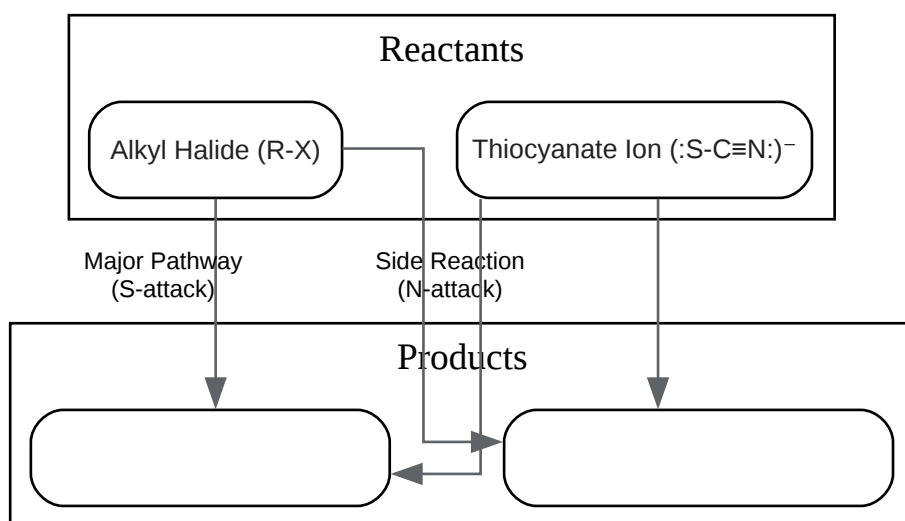 Reactants
Alkyl Halide (R-X)
Thiocyanate Ion (:S-C≡N:)⁻
Major Pathway
(S-attack)
Side Reaction
(N-attack)
Products